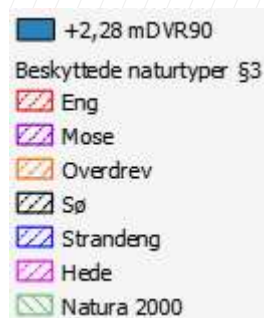 +2,28 mDVR90
Beskyttede naturtyper §3
Eng
Mose
Overdrev
Sø
Strandeng
Hede
Natura 2000